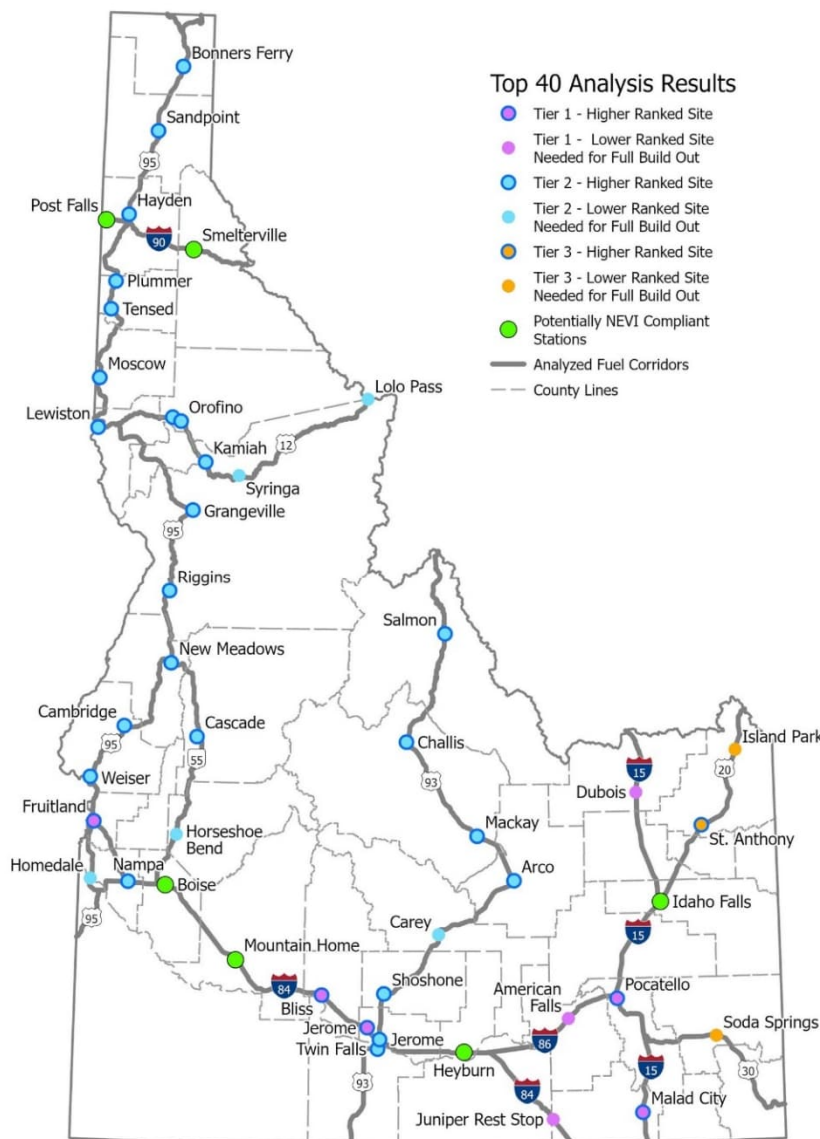 Bonners Ferry
Top 40 Analysis Results
Tier 1 - Higher Ranked Site
Tier 1 - Lower Ranked Site
Needed for Full Build Out
Tier 2 - Higher Ranked Site
Tier 2 - Lower Ranked Site
Needed for Full Build Out
Tier 3 - Higher Ranked Site
Tier 3 - Lower Ranked Site
Needed for Full Build Out
Potentially NEVI Compliant
Stations
Analyzed Fuel Corridors
County Lines
Sandpoint
95
Hayden
Post Falls
90
Smelterville
Plummer
Tensed
Moscow
Lolo Pass
Lewiston
Orofino
Kamiah
12
Syringa
Grangeville
95
Riggins
Salmon
New Meadows
Cambridge
95
Cascade
55
Challis
93
Island Park
15
20
Weiser
Dubois
Fruitland
Horseshoe
Bend
Mackay
St. Anthony
Homedale
Nampa
Boise
Arco
Idaho Falls
95
Carey
15
Mountain Home
84
Bliss
Shoshone
American
Falls
Pocatello
Jerome
Jerome
Twin Falls
Soda Springs
86
Heyburn
93
84
15
30
Malad City
Juniper Rest Stop